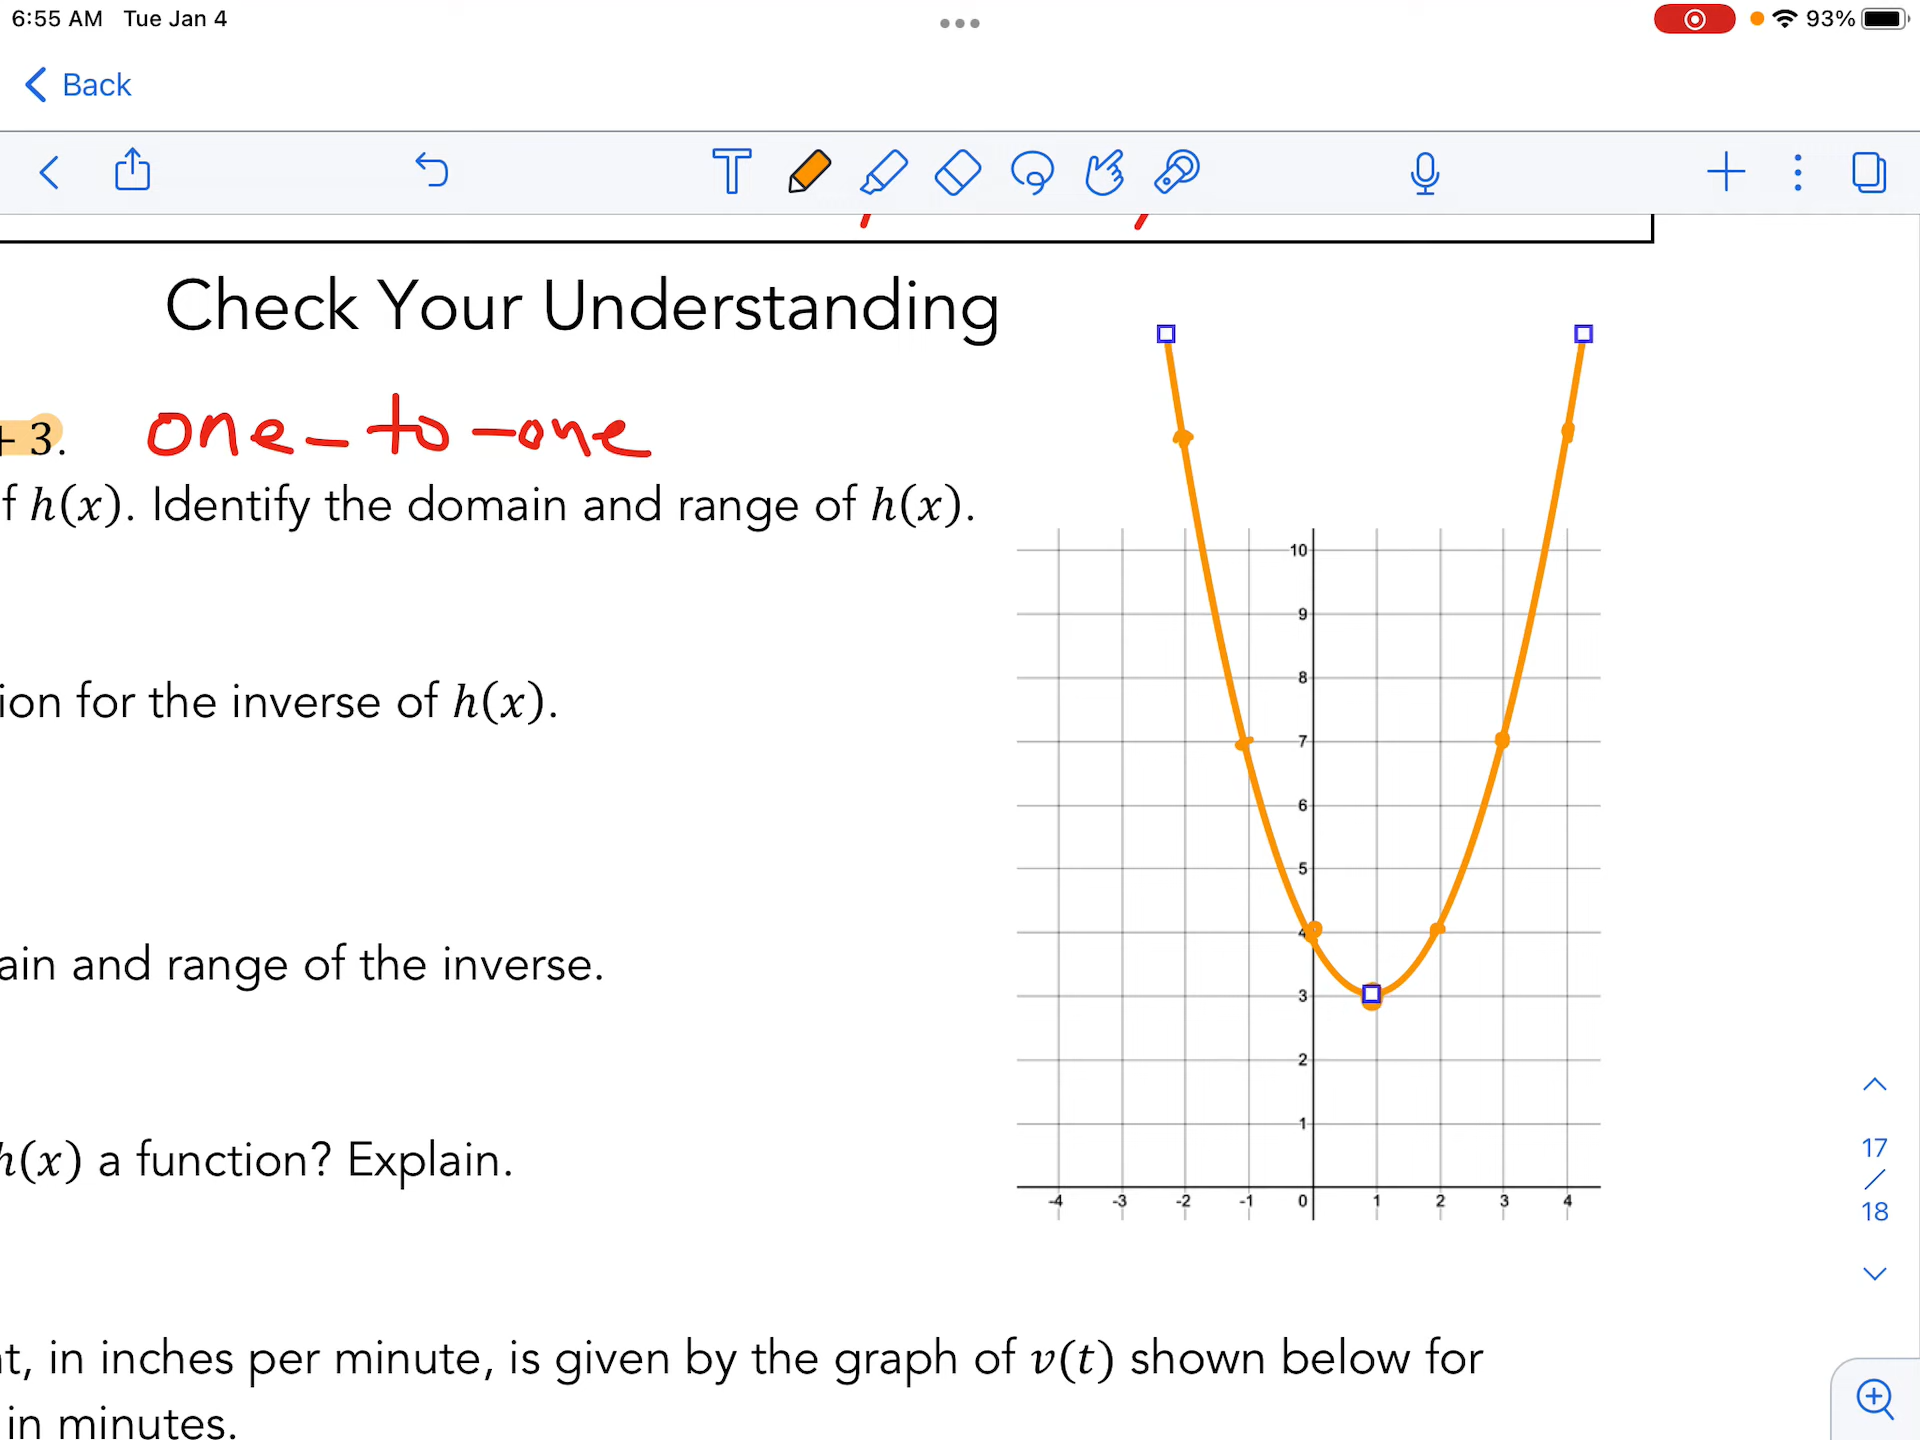 6:55 AM Tue Jan 4
93%
Back
Check Your Understanding
+ 3. one-to-one
f h(x). Identify the domain and range of h(x).
ion for the inverse of h(x).
ain and range of the inverse.
h(x) a function? Explain.
10
9
8
7
6
5
4
3
2
1
-4 -3 -2 -1 0 1 2 3 4
17
/
18
t, in inches per minute, is given by the graph of v(t) shown below for
in minutes.